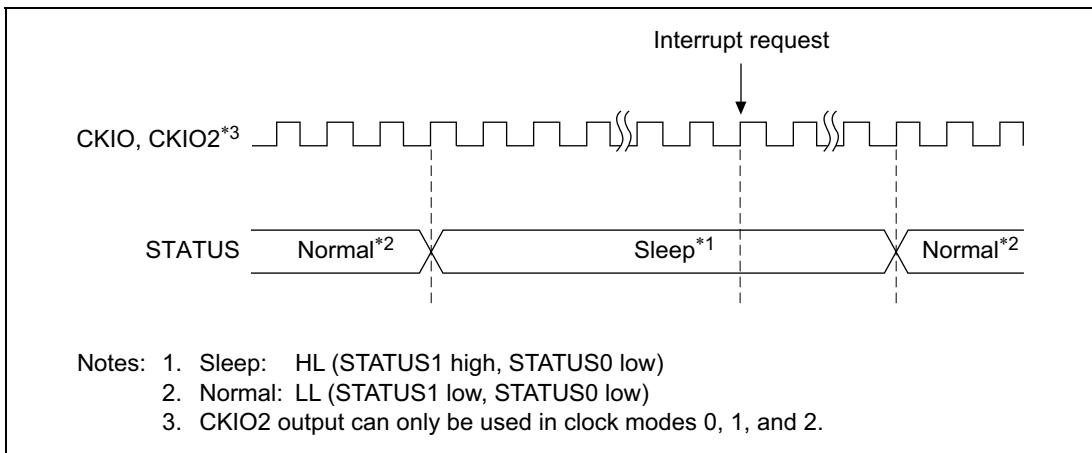 Interrupt request
CKIO, CKIO2*3
STATUS Normal*2 Sleep*1 Normal*2
Notes: 1. Sleep: HL (STATUS1 high, STATUS0 low)
2. Normal: LL (STATUS1 low, STATUS0 low)
3. CKIO2 output can only be used in clock modes 0, 1, and 2.